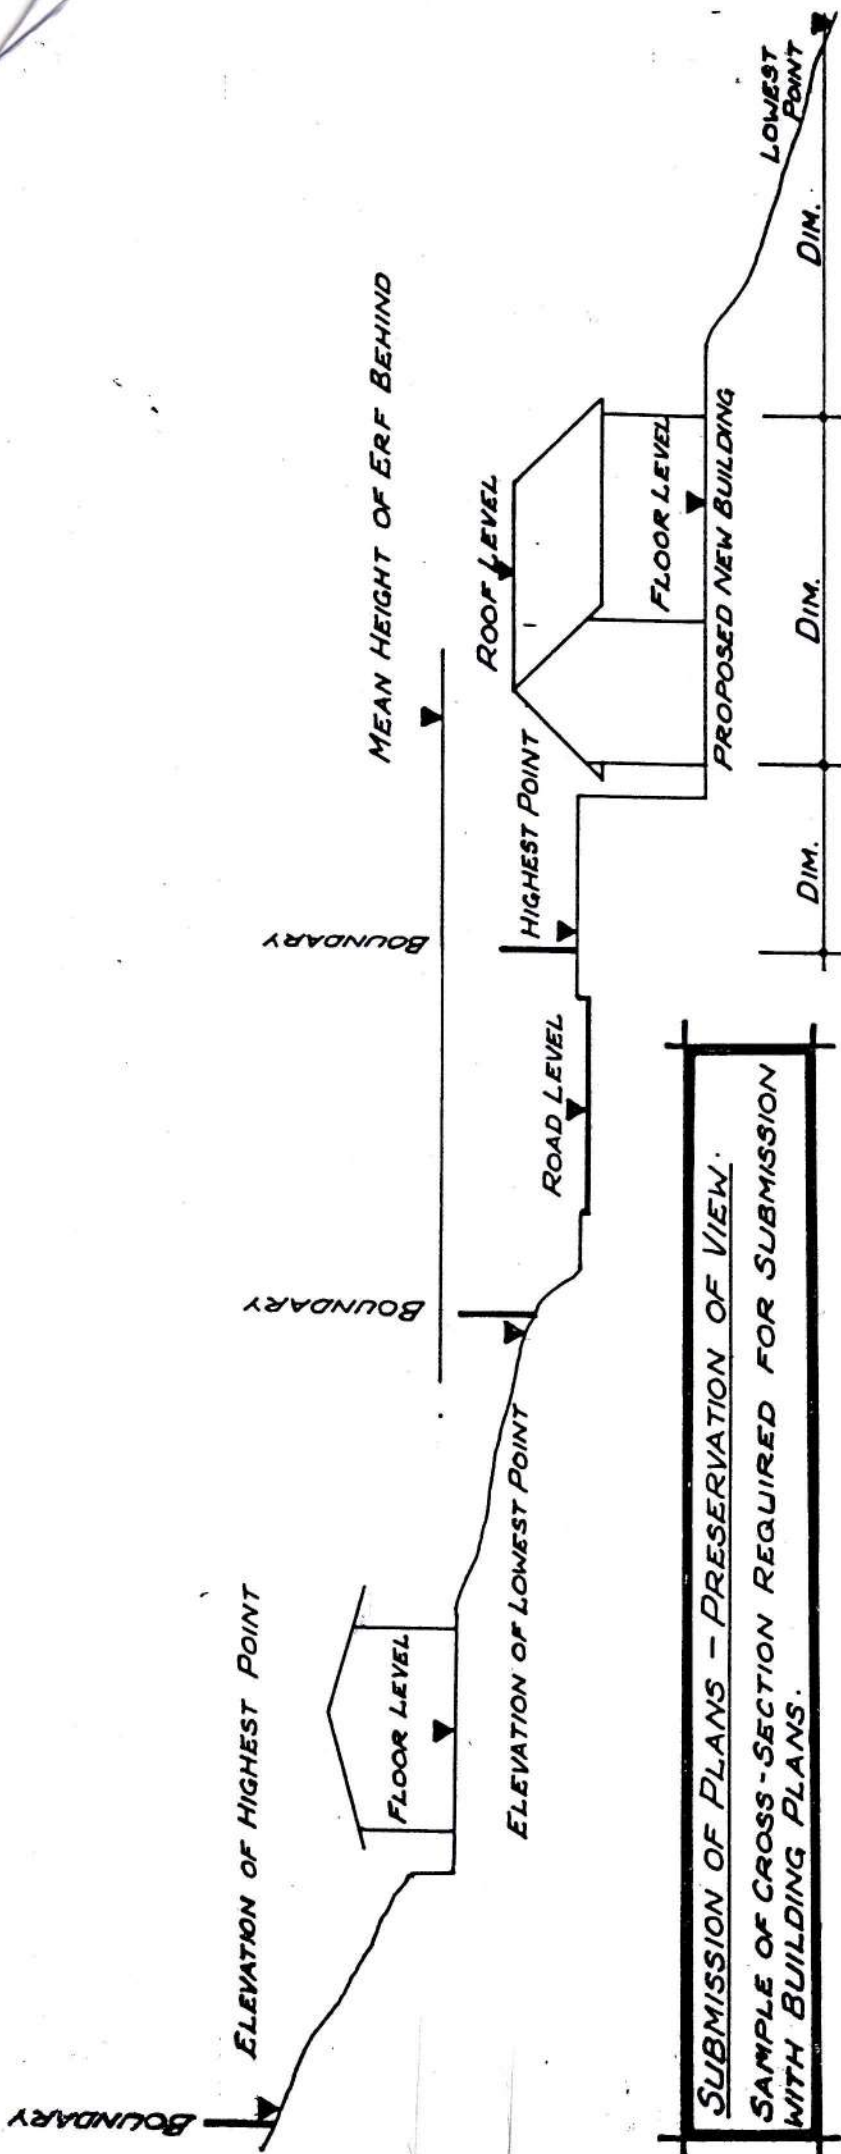 BOUNDARY
ELEVATION OF HIGHEST POINT
FLOOR LEVEL
ELEVATION OF LOWEST POINT
BOUNDARY
ROAD LEVEL
BOUNDARY
HIGHEST POINT
MEAN HEIGHT OF ERF BEHIND
ROOF LEVEL
FLOOR LEVEL
PROPOSED NEW BUILDING
LOWEST
POINT
DIM.
DIM.
DIM.
SUBMISSION OF PLANS – PRESERVATION OF VIEW.
SAMPLE OF CROSS-SECTION REQUIRED FOR SUBMISSION
WITH BUILDING PLANS.